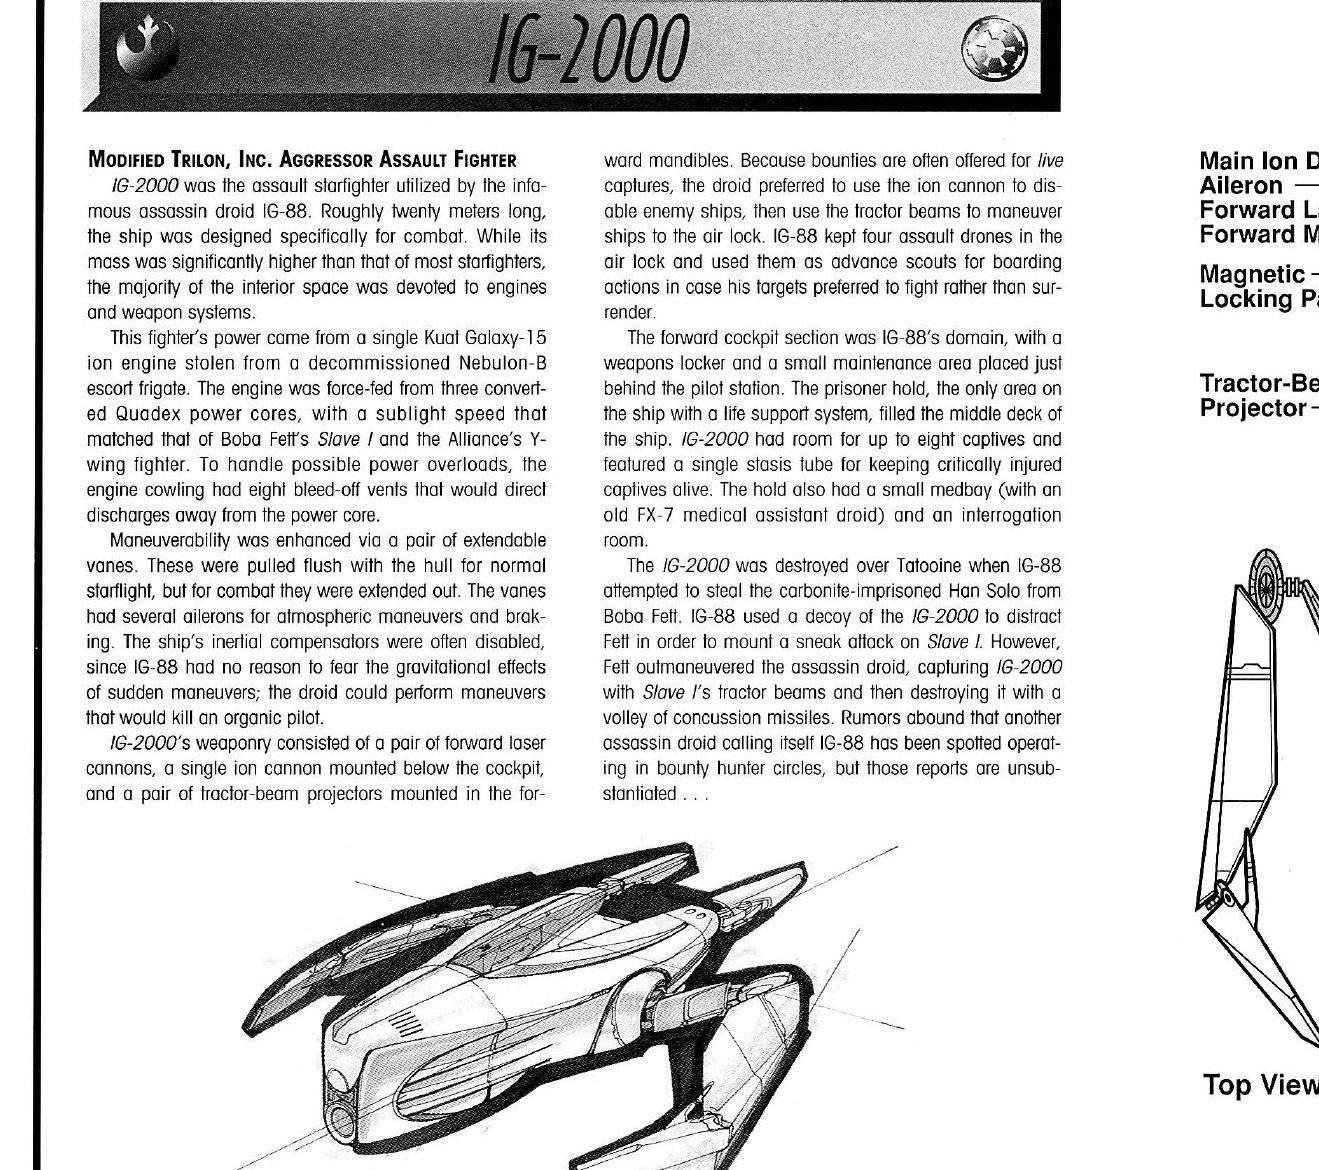 IG-2000
MODIFIED TRILON, INC. AGGRESSOR ASSAULT FIGHTER
IG-2000 was the assault starfighter utilized by the infa-
mous assassin droid IG-88. Roughly twenty meters long,
the ship was designed specifically for combat. While its
mass was significantly higher than that of most starfighters,
the majority of the interior space was devoted to engines
and weapon systems.
This fighter's power came from a single Kuat Galaxy-15
ion engine stolen from a decommissioned Nebulon-B
escort frigate. The engine was force-fed from three convert-
ed Quadex power cores, with a sublight speed that
matched that of Boba Fett's Slave I and the Alliance's Y-
wing fighter. To handle possible power overloads, the
engine cowling had eight bleed-off vents that would direct
discharges away from the power core.
Maneuverability was enhanced via a pair of extendable
vanes. These were pulled flush with the hull for normal
starflight, but for combat they were extended out. The vanes
had several ailerons for atmospheric maneuvers and brak-
ing. The ship's inertial compensators were often disabled,
since IG-88 had no reason to fear the gravitational effects
of sudden maneuvers; the droid could perform maneuvers
that would kill an organic pilot.
IG-2000's weaponry consisted of a pair of forward laser
cannons, a single ion cannon mounted below the cockpit,
and a pair of tractor-beam projectors mounted in the for-
ward mandibles. Because bounties are often offered for live
captures, the droid preferred to use the ion cannon to dis-
able enemy ships, then use the tractor beams to maneuver
ships to the air lock. IG-88 kept four assault drones in the
air lock and used them as advance scouts for boarding
actions in case his targets preferred to fight rather than sur-
render.
The forward cockpit section was IG-88's domain, with a
weapons locker and a small maintenance area placed just
behind the pilot station. The prisoner hold, the only area on
the ship with a life support system, filled the middle deck of
the ship. IG-2000 had room for up to eight captives and
featured a single stasis tube for keeping critically injured
captives alive. The hold also had a small medbay (with an
old FX-7 medical assistant droid) and an interrogation
room.
The IG-2000 was destroyed over Tatooine when IG-88
attempted to steal the carbonite-imprisoned Han Solo from
Boba Fett. IG-88 used a decoy of the IG-2000 to distract
Fett in order to mount a sneak attack on Slave I. However,
Fett outmaneuvered the assassin droid, capturing IG-2000
with Slave I's tractor beams and then destroying it with a
volley of concussion missiles. Rumors abound that another
assassin droid calling itself IG-88 has been spotted operat-
ing in bounty hunter circles, but those reports are unsub-
stantiated . . .
Main Ion D
Aileron
Forward La
Forward M
Magnetic
Locking Pa
Tractor-Be
Projector
Top View